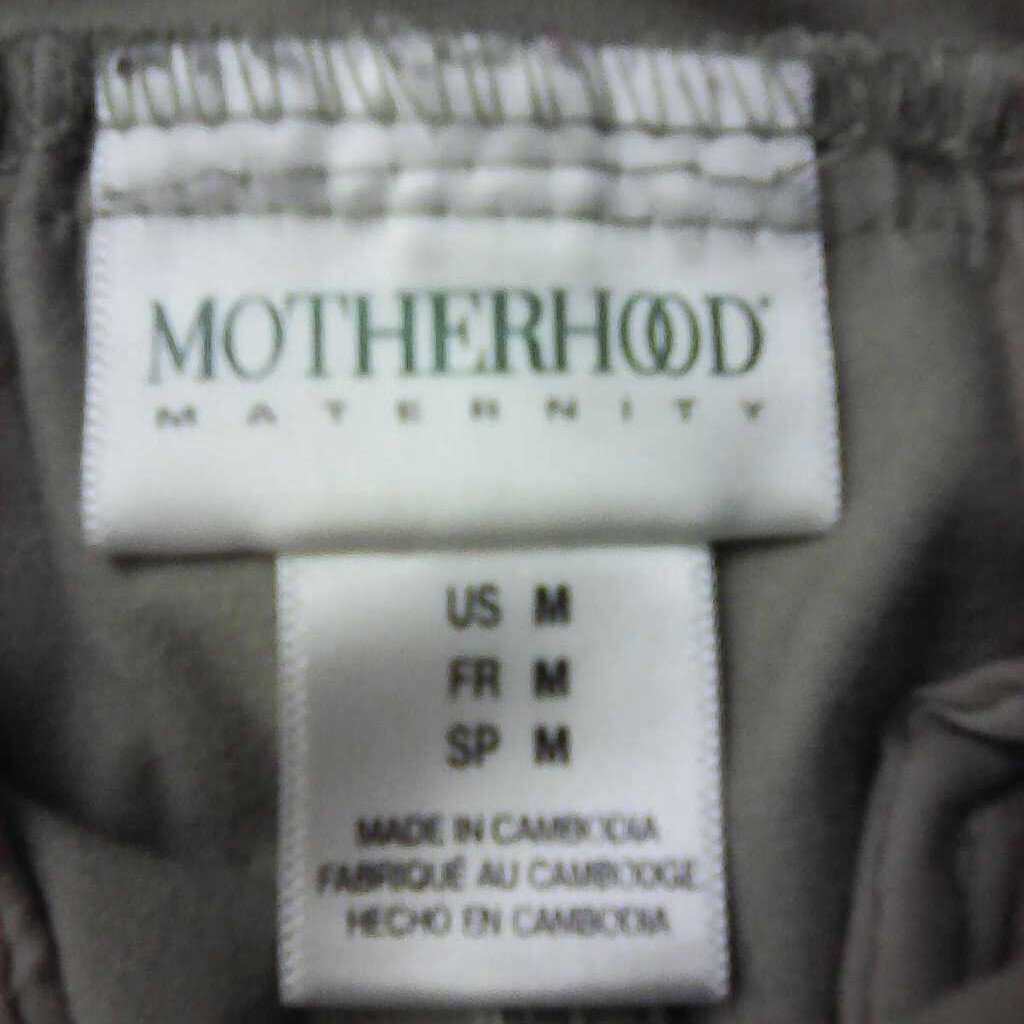 MOTHERHOOD
MATERNITY
US M
FR M
SP M
MADE IN CAMBODIA
FABRIQUÉ AU CAMBODGE
HECHO EN CAMBODIA